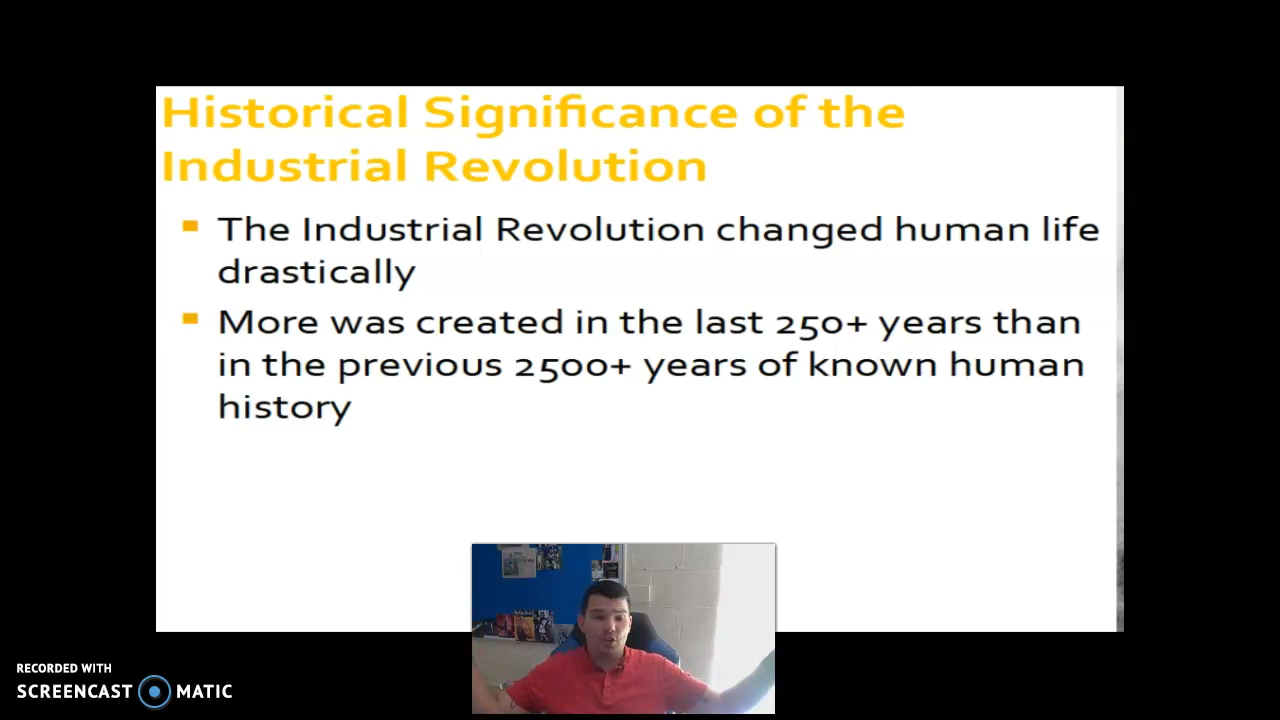 Historical Significance of the
Industrial Revolution
The Industrial Revolution changed human life
drastically
More was created in the last 250+ years than
in the previous 2500+ years of known human
history
RECORDED WITH
SCREENCAST MATIC